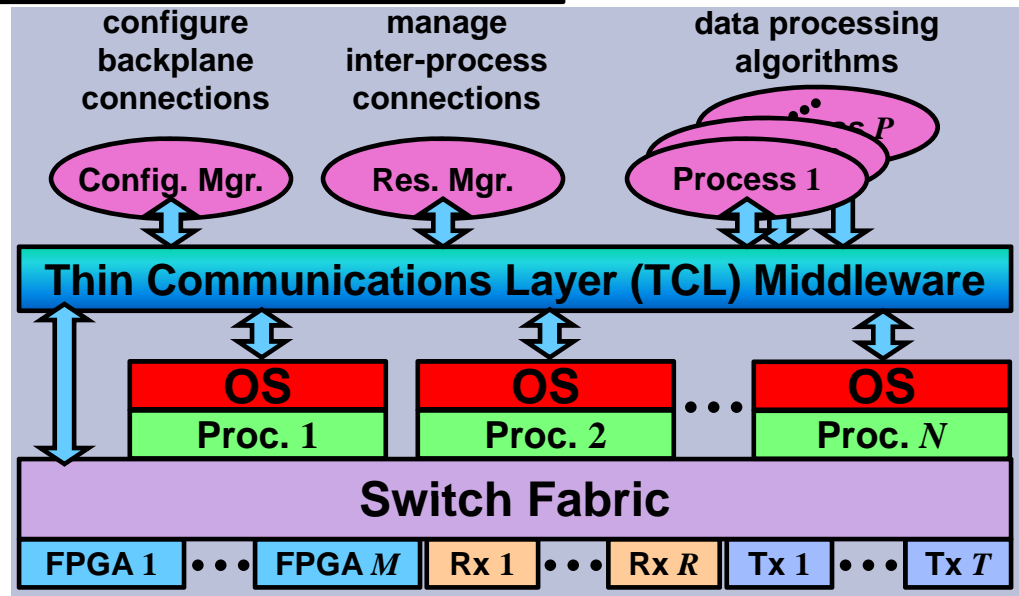 configure
backplane
connections
manage
inter-process
connections
data processing
algorithms
P
Config. Mgr.
Res. Mgr.
Process 1
Thin Communications Layer (TCL) Middleware
OS
OS
OS
Proc. 1
Proc. 2
Proc. N
Switch Fabric
FPGA 1
FPGA M
Rx 1
Rx R
Tx 1
Tx T